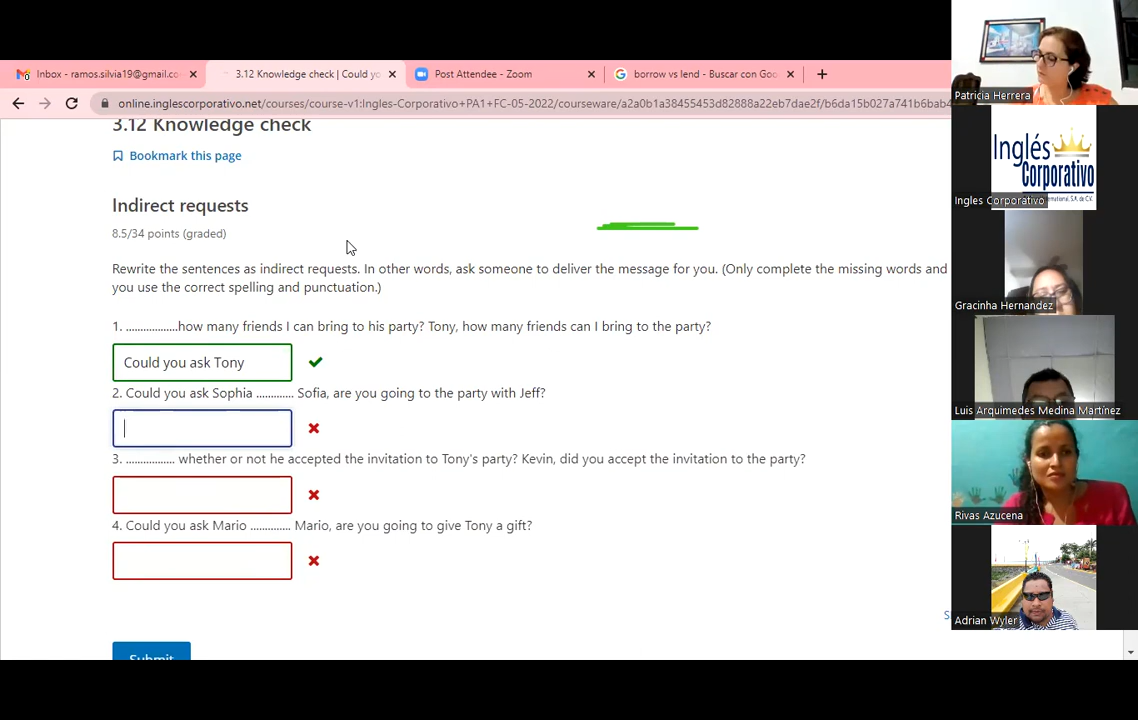 Inbox - ramos.silvia19@gmail.co
3.12 Knowledge check | Could yo
Post Attendee - Zoom
borrow vs lend - Buscar con Goo
online.inglescorporativo.net/courses/course-v1:Ingles-Corporativo+PA1+FC-05-2022/courseware/a2a0b1a38455453d82888a22eb7dae2f/b6da15b027a741b6bab4
3.12 Knowledge check
Bookmark this page
Indirect requests
8.5/34 points (graded)
Rewrite the sentences as indirect requests. In other words, ask someone to deliver the message for you. (Only complete the missing words and
you use the correct spelling and punctuation.)
1. .................how many friends I can bring to his party? Tony, how many friends can I bring to the party?
Could you ask Tony
2. Could you ask Sophia ............ Sofia, are you going to the party with Jeff?
3. ................ whether or not he accepted the invitation to Tony's party? Kevin, did you accept the invitation to the party?
4. Could you ask Mario ............. Mario, are you going to give Tony a gift?
S
Submit
Patricia Herrera
Inglés
Corporativo
International, S.A. de C.V.
Ingles Corporativo
Gracinha Hernandez
Luis Arquimedes Medina Martínez
Rivas Azucena
Adrian Wyler